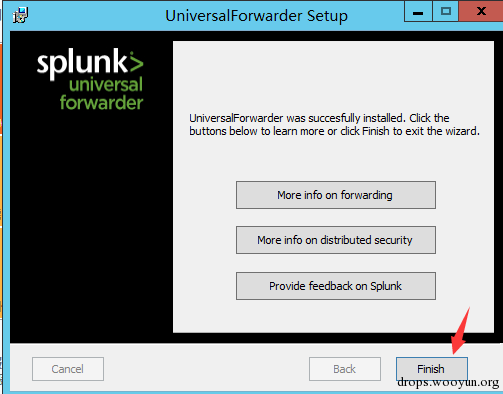 UniversalForwarder Setup
splunk>
universal
forwarder
UniversalForwarder was succesfully installed. Click the
buttons below to learn more or click Finish to exit the wizard.
More info on forwarding
More info on distributed security
Provide feedback on Splunk
Cancel
Back
Finish
drops.wooyun.org